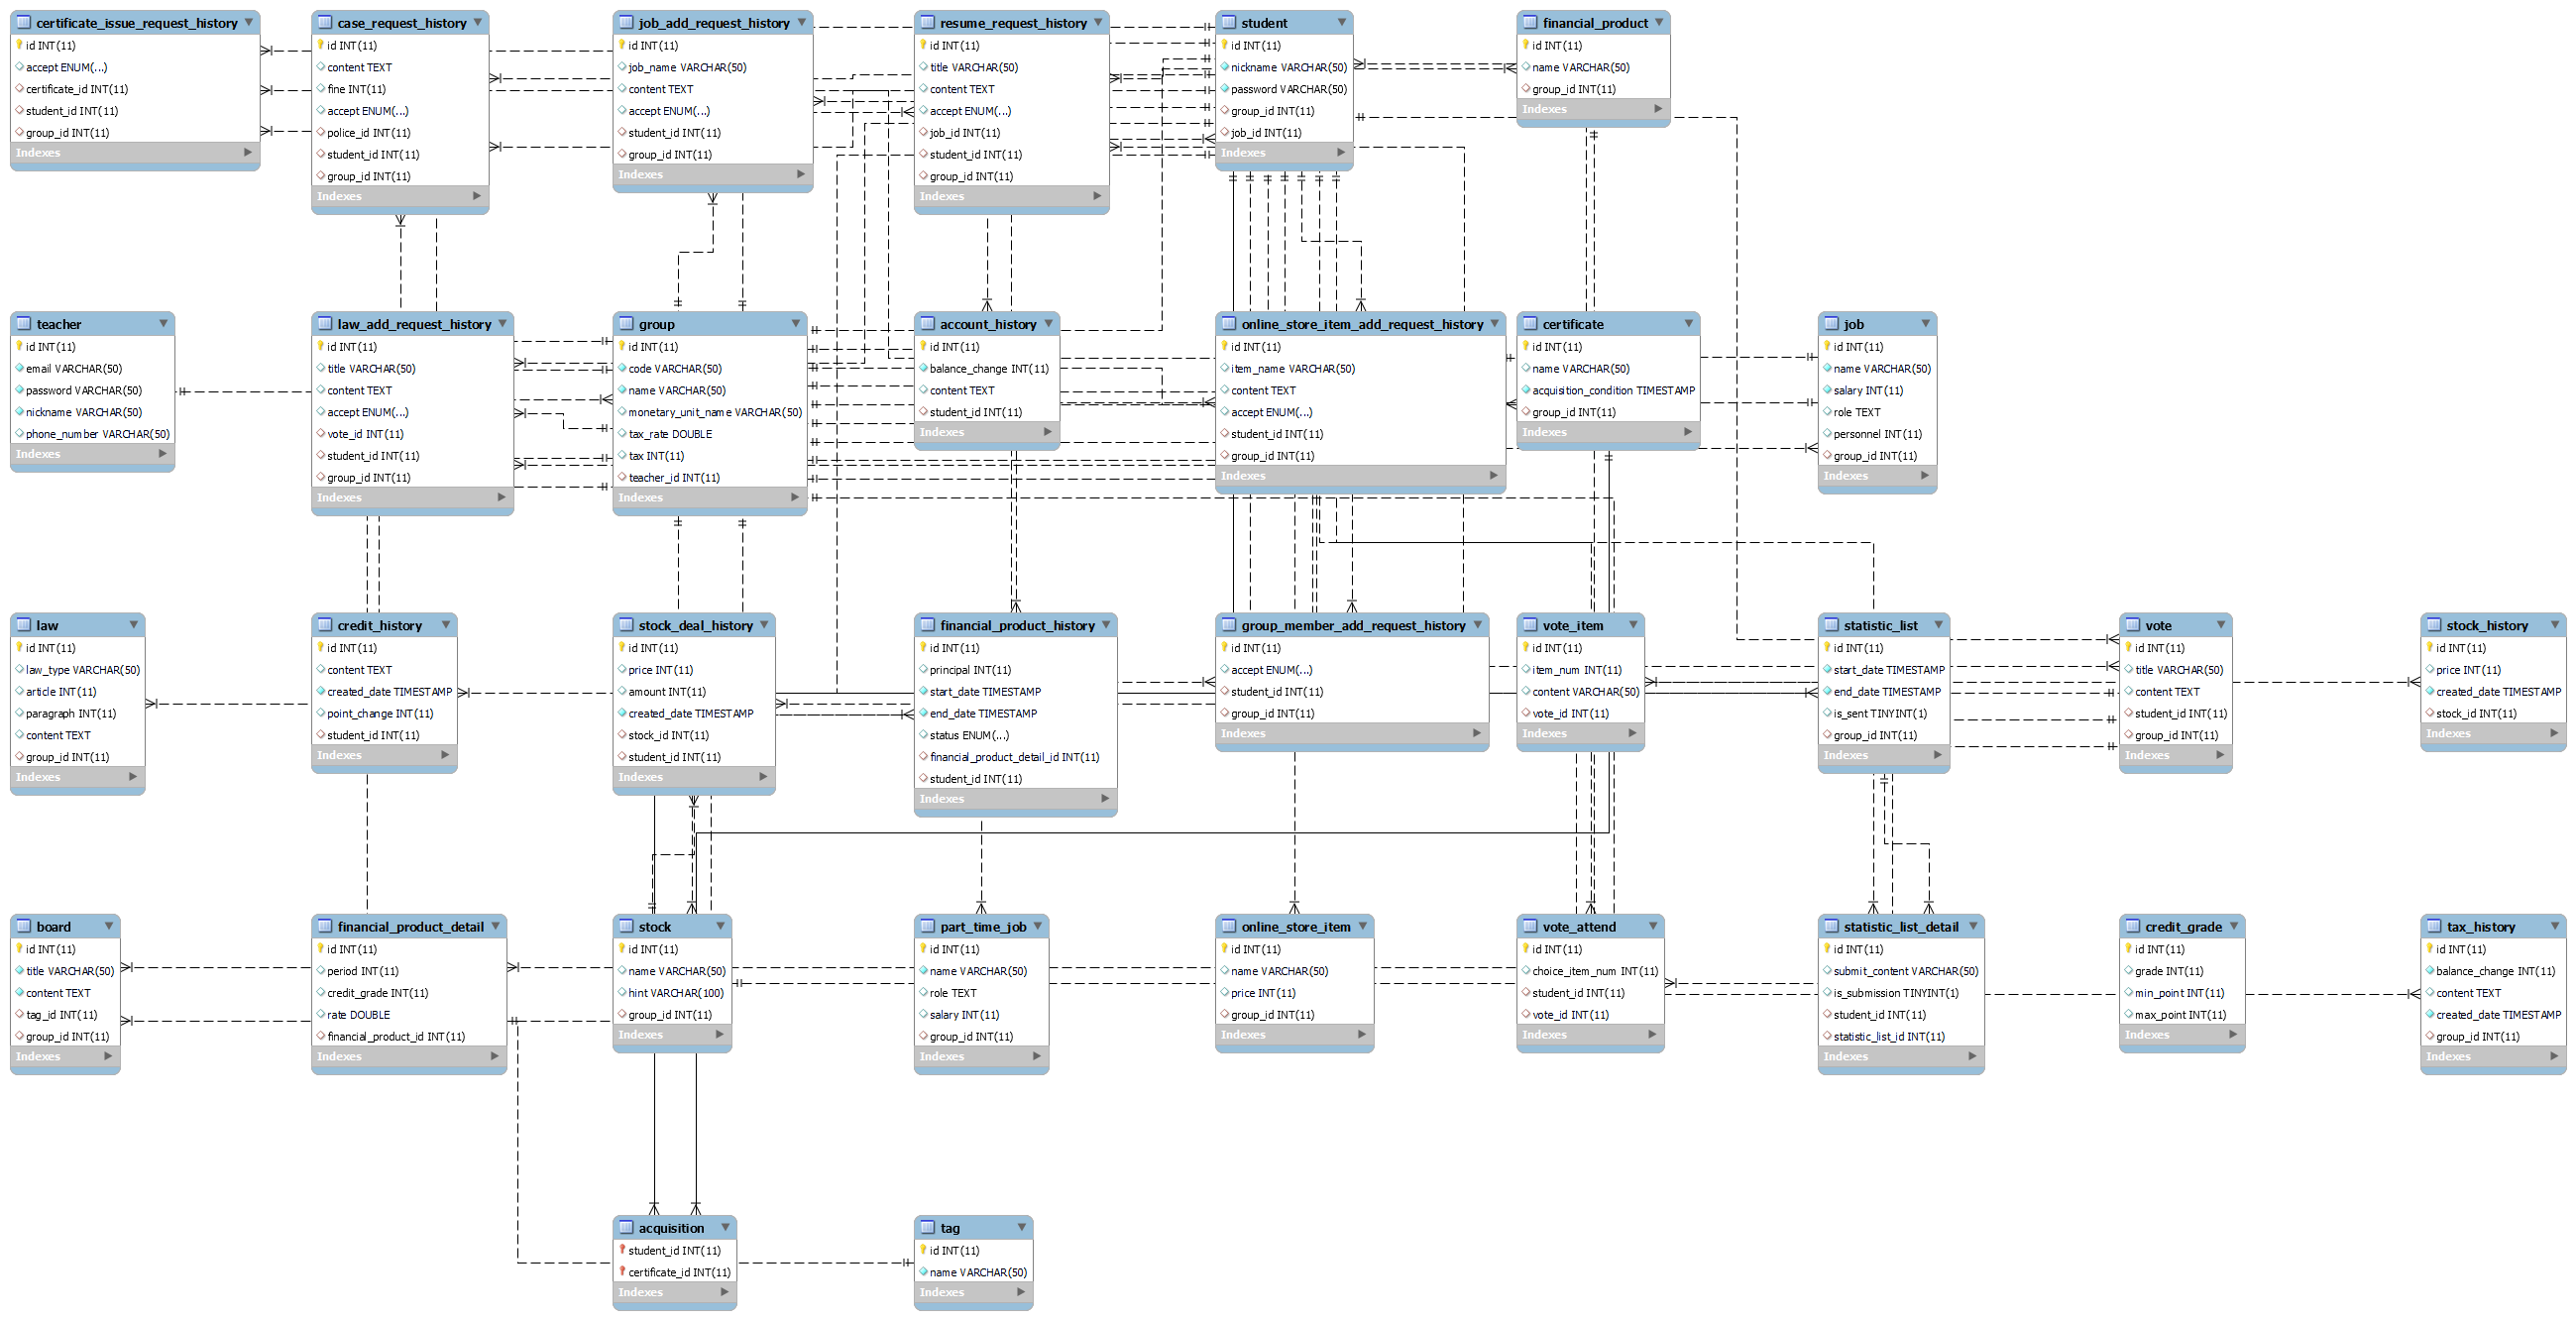 certificate_issue_request_history
id INT(11)
accept ENUM(...)
certificate_id INT(11)
student_id INT(11)
group_id INT(11)
Indexes
case_request_history
id INT(11)
content TEXT
fine INT(11)
accept ENUM(...)
police_id INT(11)
student_id INT(11)
group_id INT(11)
Indexes
job_add_request_history
id INT(11)
job_name VARCHAR(50)
content TEXT
accept ENUM(...)
student_id INT(11)
group_id INT(11)
Indexes
resume_request_history
id INT(11)
title VARCHAR(50)
content TEXT
accept ENUM(...)
job_id INT(11)
student_id INT(11)
group_id INT(11)
Indexes
student
id INT(11)
nickname VARCHAR(50)
password VARCHAR(50)
group_id INT(11)
job_id INT(11)
Indexes
financial_product
id INT(11)
name VARCHAR(50)
group_id INT(11)
Indexes
teacher
id INT(11)
email VARCHAR(50)
password VARCHAR(50)
nickname VARCHAR(50)
phone_number VARCHAR(50)
Indexes
law_add_request_history
id INT(11)
title VARCHAR(50)
content TEXT
accept ENUM(...)
vote_id INT(11)
student_id INT(11)
group_id INT(11)
Indexes
group
id INT(11)
code VARCHAR(50)
name VARCHAR(50)
monetary_unit_name VARCHAR(50)
tax_rate DOUBLE
tax INT(11)
teacher_id INT(11)
Indexes
account_history
id INT(11)
balance_change INT(11)
content TEXT
student_id INT(11)
Indexes
online_store_item_add_request_history
id INT(11)
item_name VARCHAR(50)
content TEXT
accept ENUM(...)
student_id INT(11)
group_id INT(11)
Indexes
certificate
id INT(11)
name VARCHAR(50)
acquisition_condition TIMESTAMP
group_id INT(11)
Indexes
job
id INT(11)
name VARCHAR(50)
salary INT(11)
role TEXT
personnel INT(11)
group_id INT(11)
Indexes
law
id INT(11)
law_type VARCHAR(50)
article INT(11)
paragraph INT(11)
content TEXT
group_id INT(11)
Indexes
credit_history
id INT(11)
content TEXT
created_date TIMESTAMP
point_change INT(11)
student_id INT(11)
Indexes
stock_deal_history
id INT(11)
price INT(11)
amount INT(11)
created_date TIMESTAMP
stock_id INT(11)
student_id INT(11)
Indexes
financial_product_history
id INT(11)
principal INT(11)
start_date TIMESTAMP
end_date TIMESTAMP
status ENUM(...)
financial_product_detail_id INT(11)
student_id INT(11)
Indexes
group_member_add_request_history
id INT(11)
accept ENUM(...)
student_id INT(11)
group_id INT(11)
Indexes
vote_item
id INT(11)
item_num INT(11)
content VARCHAR(50)
vote_id INT(11)
Indexes
statistic_list
id INT(11)
start_date TIMESTAMP
end_date TIMESTAMP
is_sent TINYINT(1)
group_id INT(11)
Indexes
vote
id INT(11)
title VARCHAR(50)
content TEXT
student_id INT(11)
group_id INT(11)
Indexes
stock_history
id INT(11)
price INT(11)
created_date TIMESTAMP
stock_id INT(11)
Indexes
board
id INT(11)
title VARCHAR(50)
content TEXT
tag_id INT(11)
group_id INT(11)
Indexes
financial_product_detail
id INT(11)
period INT(11)
credit_grade INT(11)
rate DOUBLE
financial_product_id INT(11)
Indexes
stock
id INT(11)
name VARCHAR(50)
hint VARCHAR(100)
group_id INT(11)
Indexes
part_time_job
id INT(11)
name VARCHAR(50)
role TEXT
salary INT(11)
group_id INT(11)
Indexes
online_store_item
id INT(11)
name VARCHAR(50)
price INT(11)
group_id INT(11)
Indexes
vote_attend
id INT(11)
choice_item_num INT(11)
student_id INT(11)
vote_id INT(11)
Indexes
statistic_list_detail
id INT(11)
submit_content VARCHAR(50)
is_submission TINYINT(1)
student_id INT(11)
statistic_list_id INT(11)
Indexes
credit_grade
id INT(11)
grade INT(11)
min_point INT(11)
max_point INT(11)
Indexes
tax_history
id INT(11)
balance_change INT(11)
content TEXT
created_date TIMESTAMP
group_id INT(11)
Indexes
acquisition
student_id INT(11)
certificate_id INT(11)
Indexes
tag
id INT(11)
name VARCHAR(50)
Indexes